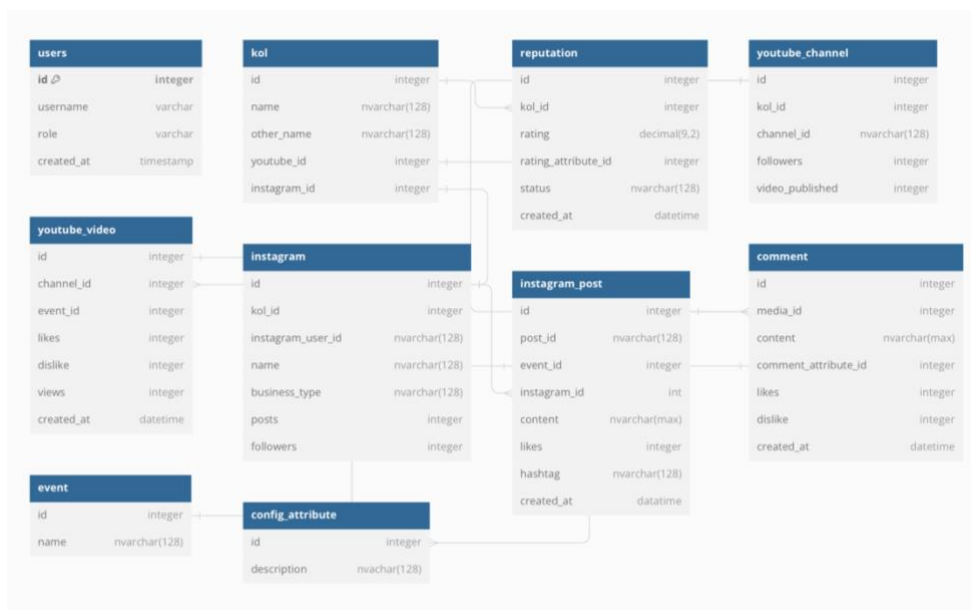 users
id integer
username varchar
role varchar
created_at timestamp
kol
id integer
name nvarchar(128)
other_name nvarchar(128)
youtube_id integer
instagram_id integer
reputation
id integer
kol_id integer
rating decimal(9,2)
rating_attribute_id integer
status nvarchar(128)
created_at datetime
youtube_channel
id integer
kol_id integer
channel_id nvarchar(128)
followers integer
video_published integer
youtube_video
id integer
channel_id integer
event_id integer
likes integer
dislike integer
views integer
created_at datetime
instagram
id integer
kol_id integer
instagram_user_id nvarchar(128)
name nvarchar(128)
business_type nvarchar(128)
posts integer
followers integer
instagram_post
id integer
post_id nvarchar(128)
event_id integer
instagram_id int
content nvarchar(max)
likes integer
hashtag nvarchar(128)
created_at datatime
comment
id integer
media_id integer
content nvarchar(max)
comment_attribute_id integer
likes integer
dislike integer
created_at datetime
event
id integer
name nvarchar(128)
config_attribute
id integer
description nvachar(128)